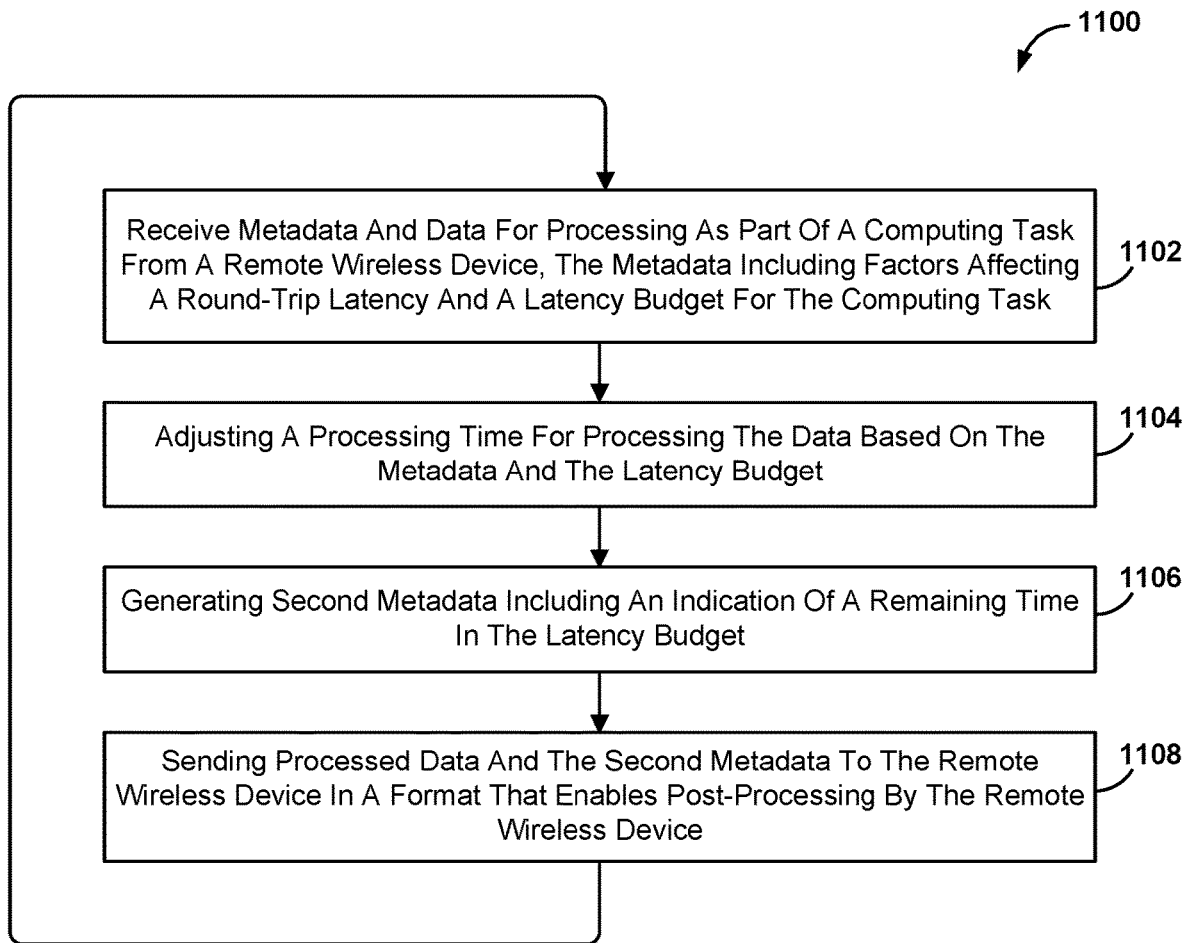 1100
Receive Metadada And Data For Processing As Part Of A Computing Task
From A Remote Wireless Device, The Metadada Including Factors Affecting
A Round-Trip Latency And A Latency Budget For The Computing Task
1102
Adjusting A Processing Time For Processing The Data Based On The
Metadata And The Latency Budget
1104
Generating Second Metadata Including An Indication Of A Remaining Time
In The Latency Budget
1106
Sending Processed Data And The Second Metadata To The Remote
Wireless Device In A Format That Enables Post-Processing By The Remote
Wireless Device
1108